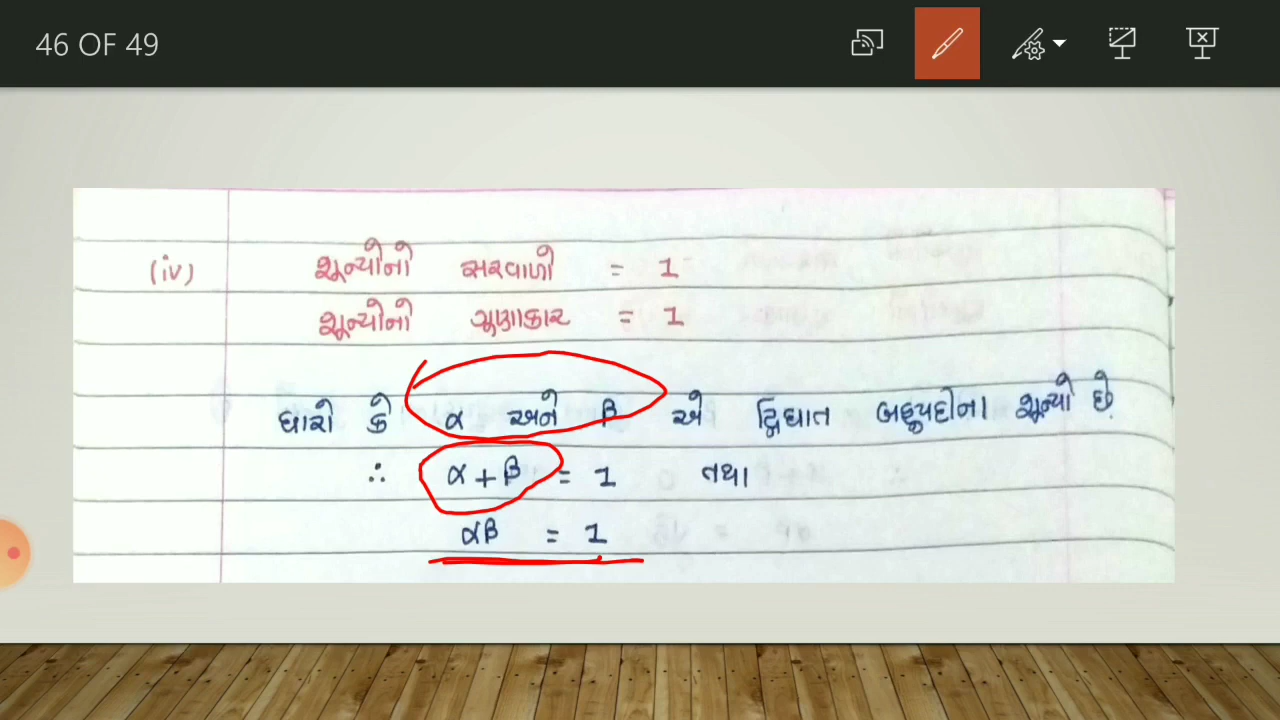 46 OF 49
(iv) શૂન્યોનો સરવાળો = 1
શૂન્યોનો ગુણાકાર = 1
ધારો કે α અને β એ દ્વિઘાત બહુપદીના શૂન્યો છે.
∴ α + β = 1 તથા
αβ = 1